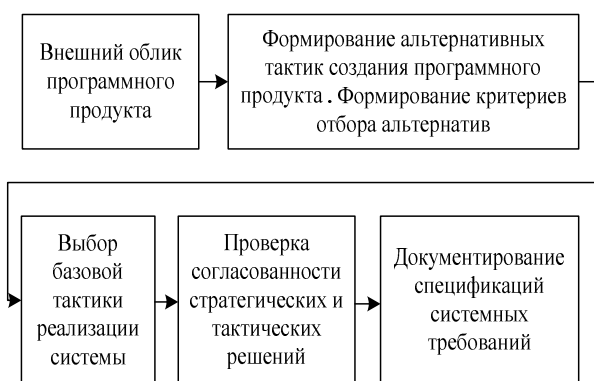 Внешний облик
программного
продукта
Формирование альтернативных
тактик создания программного
продукта. Формирование критериев
отбора альтернатив
Выбор
базовой
тактики
реализации
системы
Проверка
согласованности
стратегических и
тактических
решений
Документирование
спецификаций
системных
требований